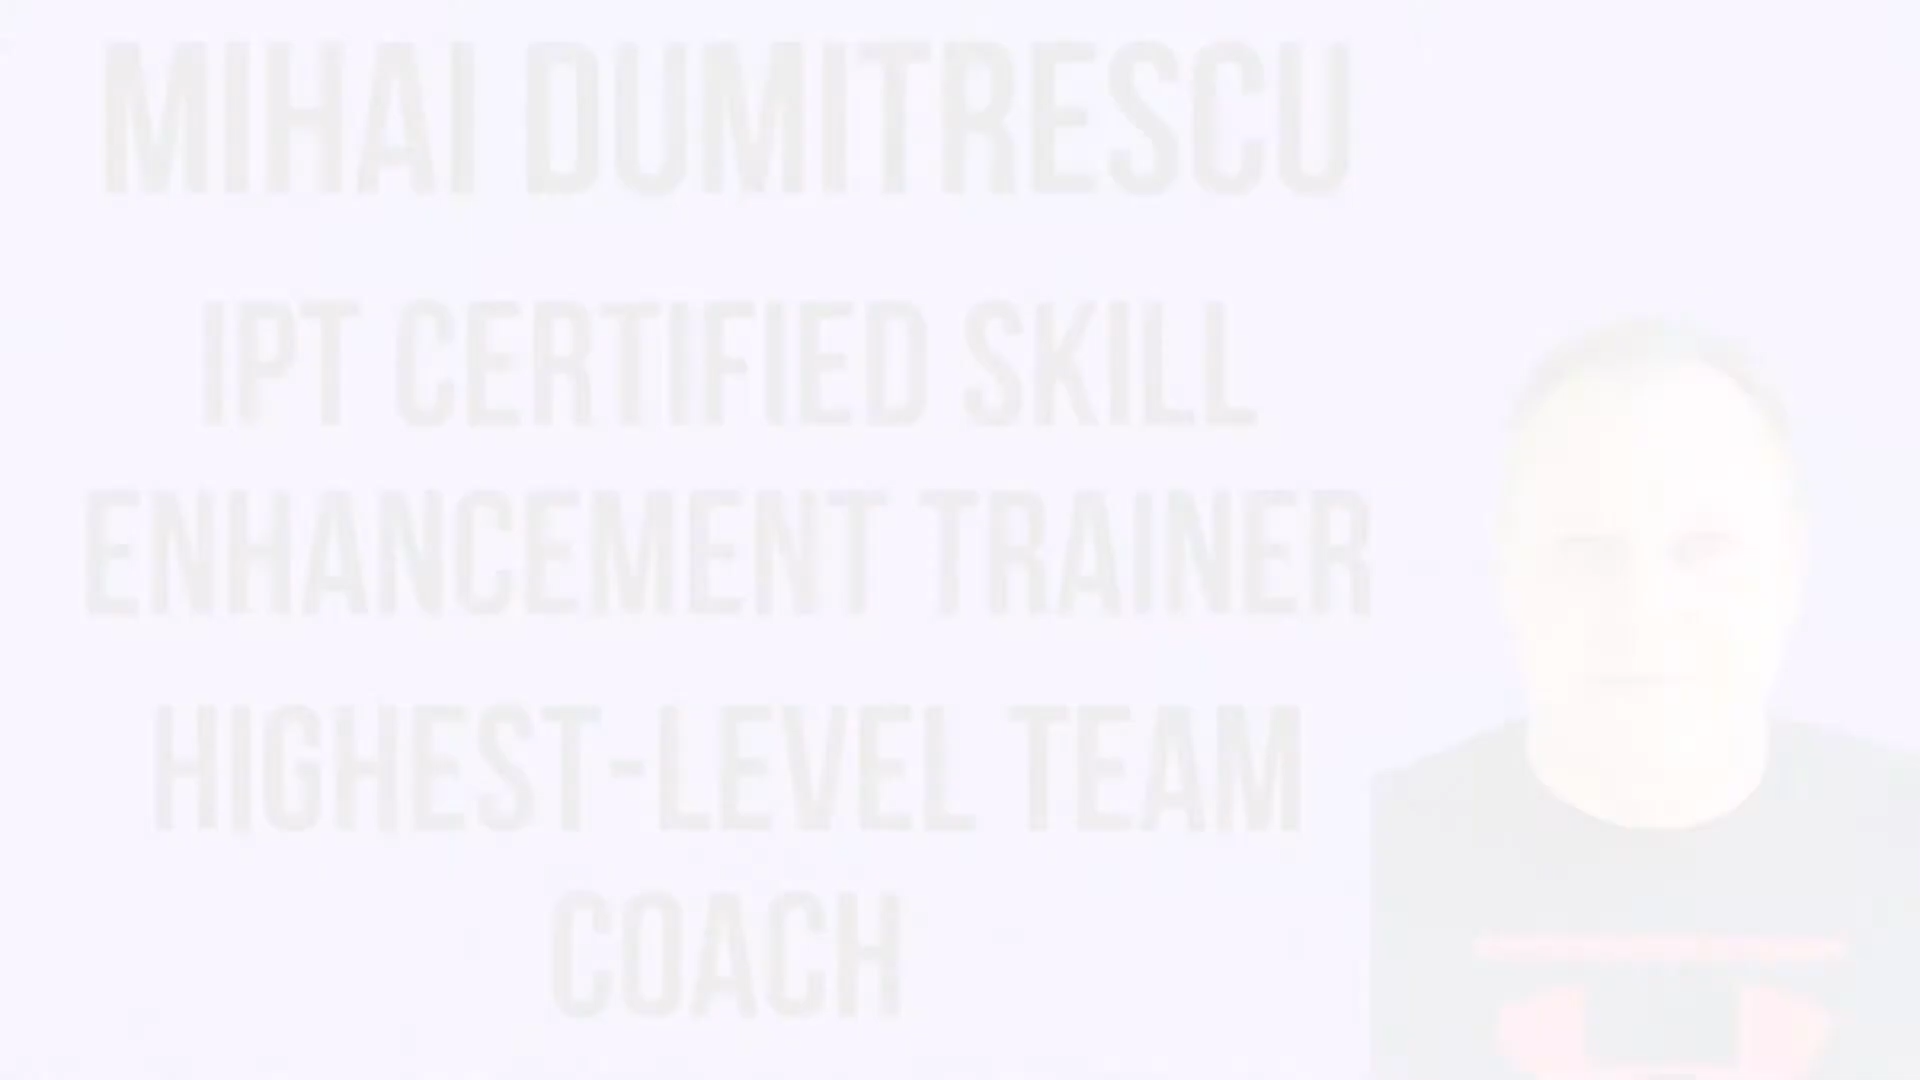 MIHAI DUMITRESCU
IPT CERTIFIED SKILL
ENHANCEMENT TRAINER
HIGHEST-LEVEL TEAM
COACH